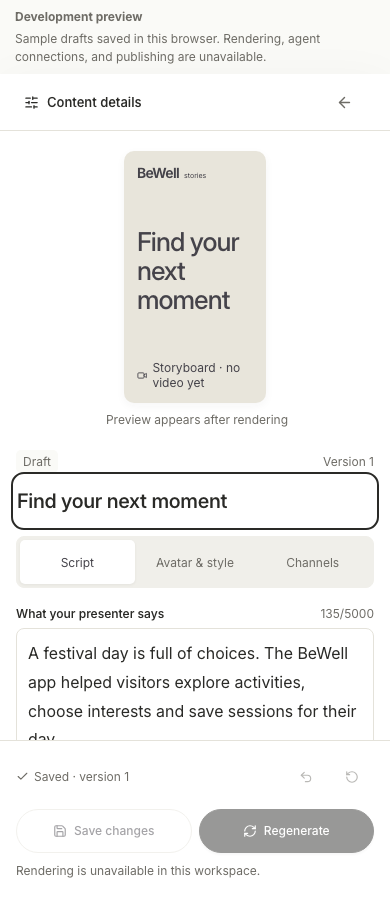 Development preview
Sample drafts saved in this browser. Rendering, agent
connections, and publishing are unavailable.
Content details
BeWell stories
Find your
next
moment
Storyboard · no
video yet
Preview appears after rendering
Draft
Version 1
Find your next moment
Script
Avatar & style
Channels
What your presenter says
135/5000
A festival day is full of choices. The BeWell
app helped visitors explore activities,
choose interests and save sessions for their
day
Saved · version 1
Save changes
Regenerate
Rendering is unavailable in this workspace.